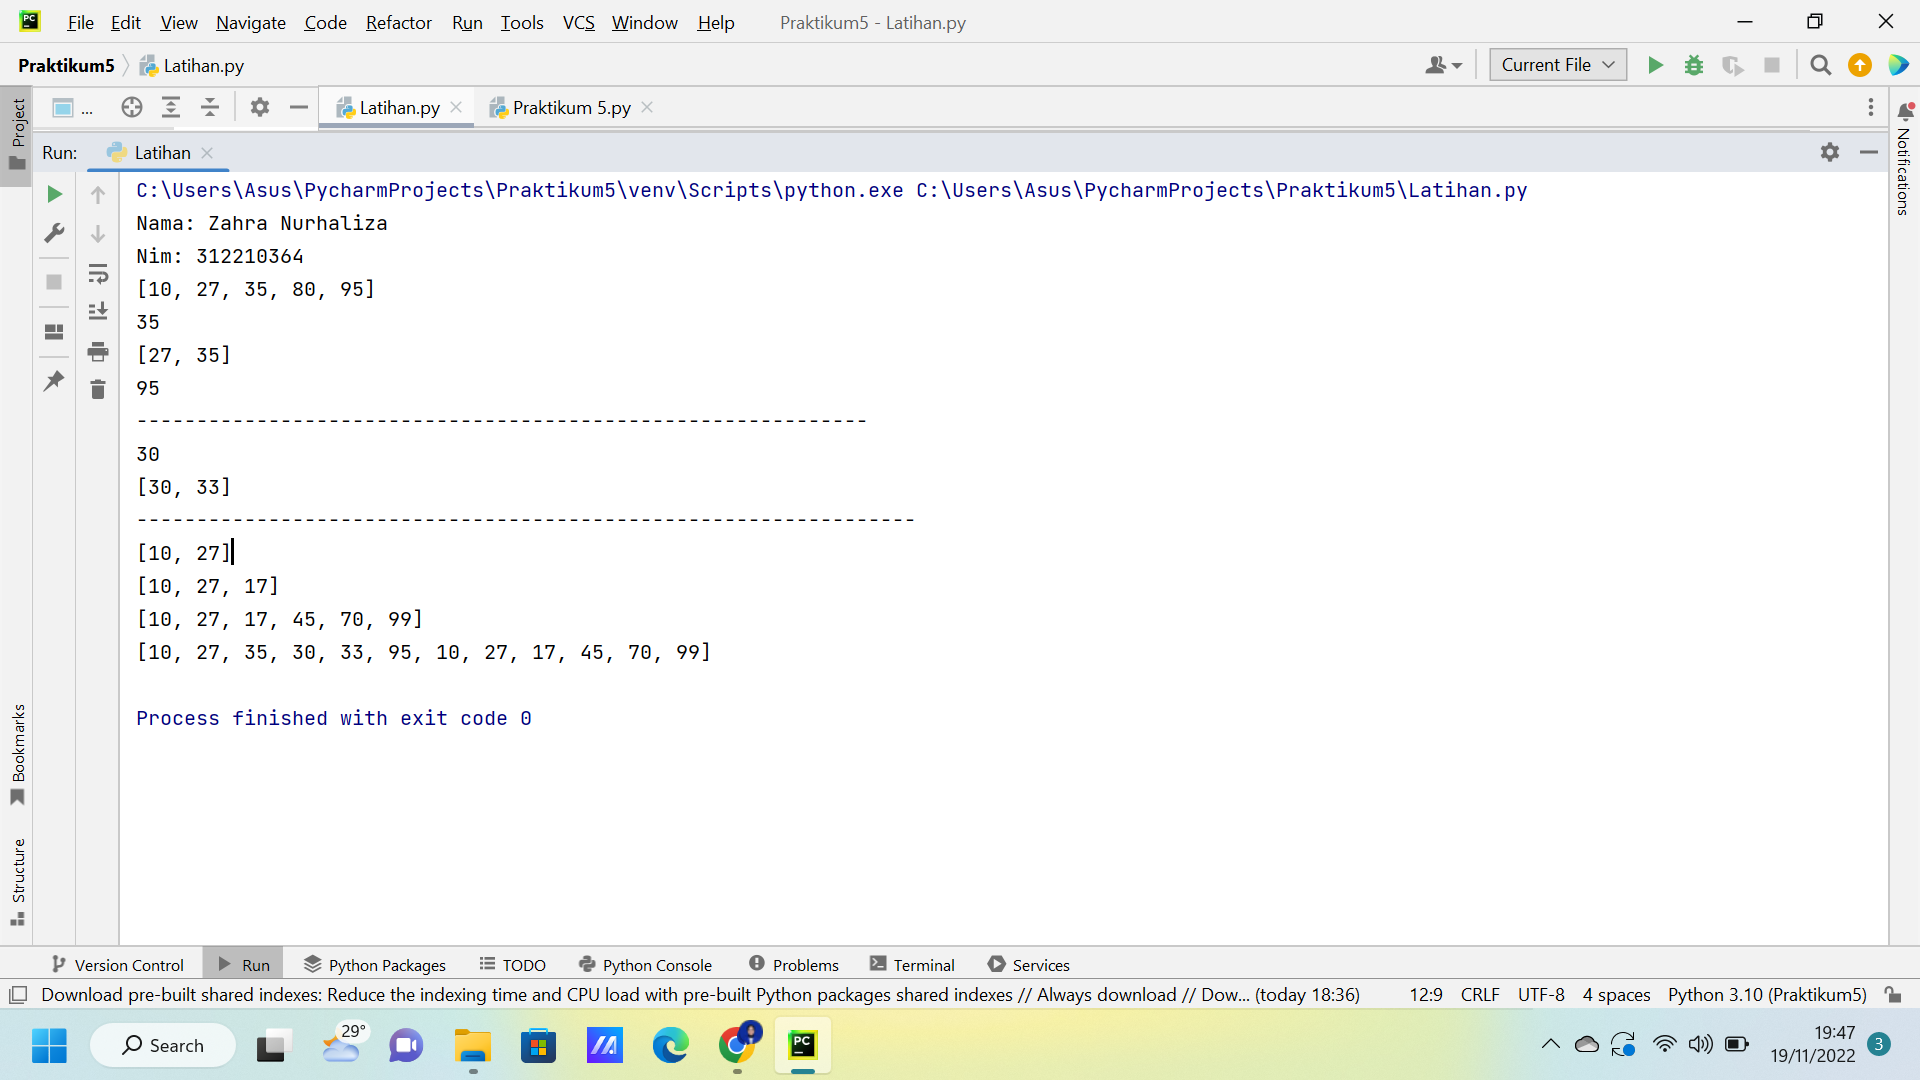 PC File Edit View Navigate Code Refactor Run Tools VCS Window Help Praktikum5 - Latihan.py
Praktikum5 Latihan.py Current File
Project ... Latihan.py Praktikum 5.py
Notifications
Run: Latihan
C:\Users\Asus\PycharmProjects\Praktikum5\venv\Scripts\python.exe C:\Users\Asus\PycharmProjects\Praktikum5\Latihan.py
Nama: Zahra Nurhaliza
Nim: 312210364
[10, 27, 35, 80, 95]
35
[27, 35]
95
-------------------------------------------------------------
30
[30, 33]
-----------------------------------------------------------------
[10, 27]
[10, 27, 17]
[10, 27, 17, 45, 70, 99]
[10, 27, 35, 30, 33, 95, 10, 27, 17, 45, 70, 99]
Process finished with exit code 0
Bookmarks
Structure
Version Control Run Python Packages TODO Python Console Problems Terminal Services
Download pre-built shared indexes: Reduce the indexing time and CPU load with pre-built Python packages shared indexes // Always download // Dow... (today 18:36) 12:9 CRLF UTF-8 4 spaces Python 3.10 (Praktikum5)
Search 29° PC 19:47
19/11/2022 3